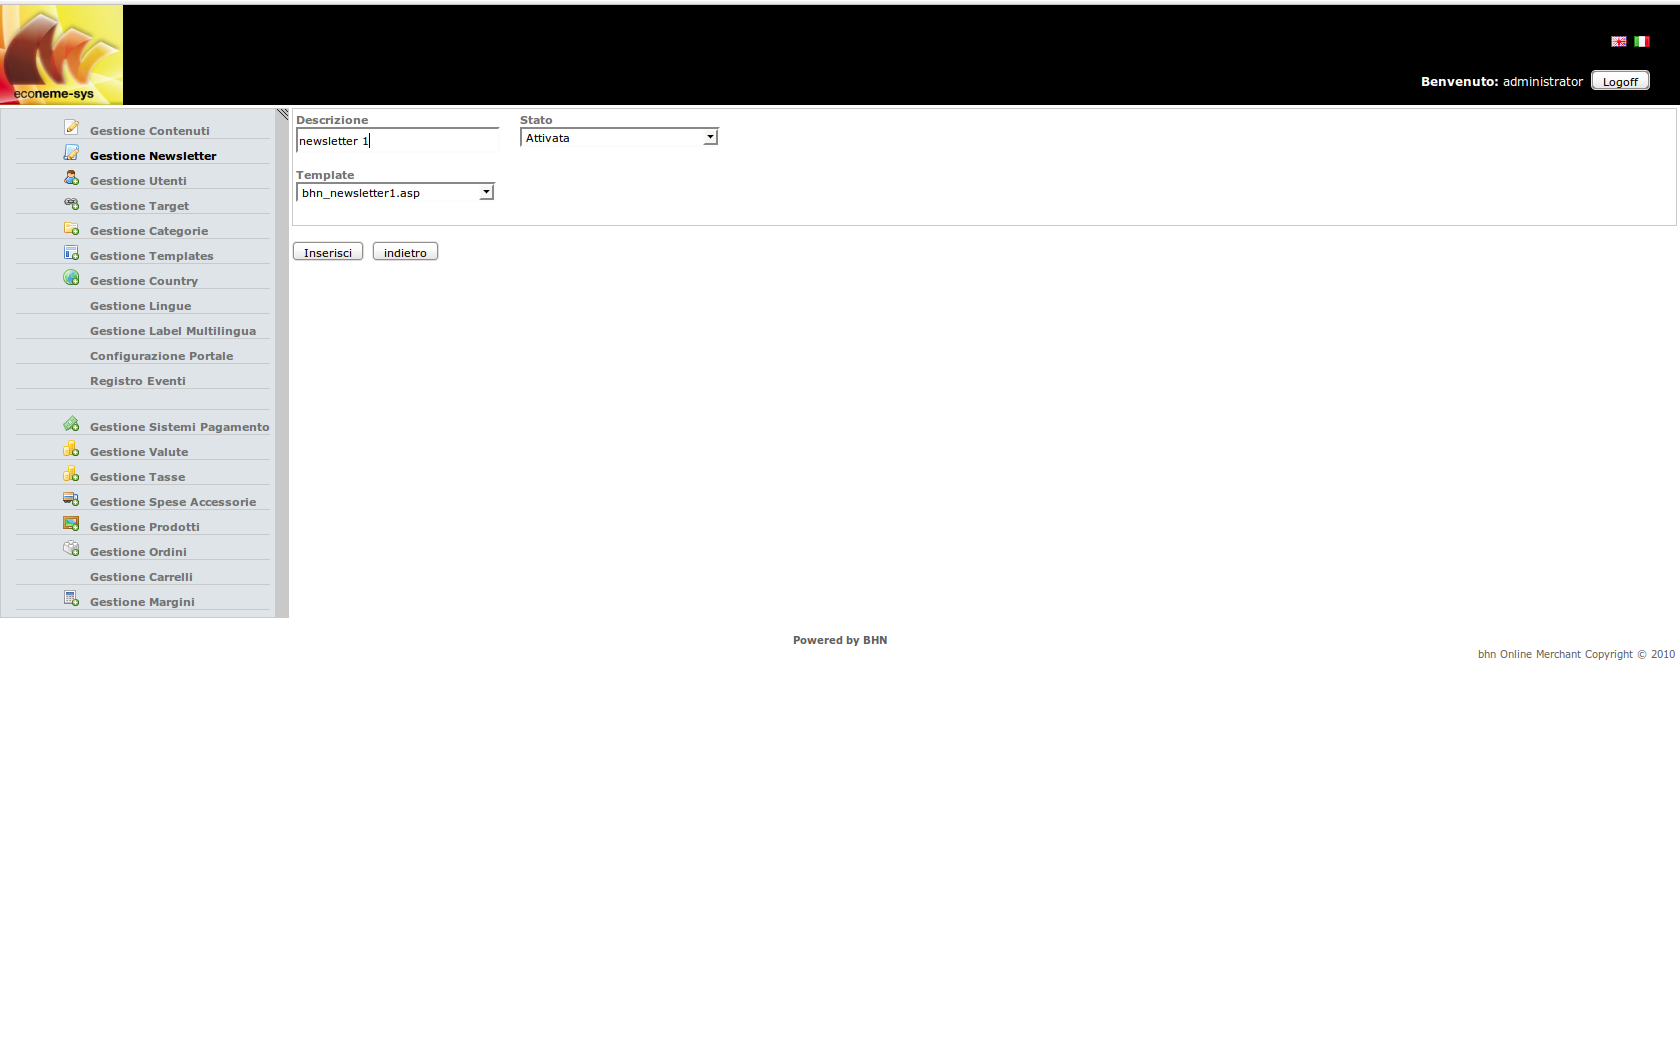 econeme-sys
Benvenuto: administrator Logoff
Gestione Contenuti
Gestione Newsletter
Gestione Utenti
Gestione Target
Gestione Categorie
Gestione Templates
Gestione Country
Gestione Lingue
Gestione Label Multilingua
Configurazione Portale
Registro Eventi
Gestione Sistemi Pagamento
Gestione Valute
Gestione Tasse
Gestione Spese Accessorie
Gestione Prodotti
Gestione Ordini
Gestione Carrelli
Gestione Margini
Descrizione Stato
newsletter 1 Attivata
Template
bhn_newsletter1.asp
Inserisci indietro
Powered by BHN
bhn Online Merchant Copyright © 2010